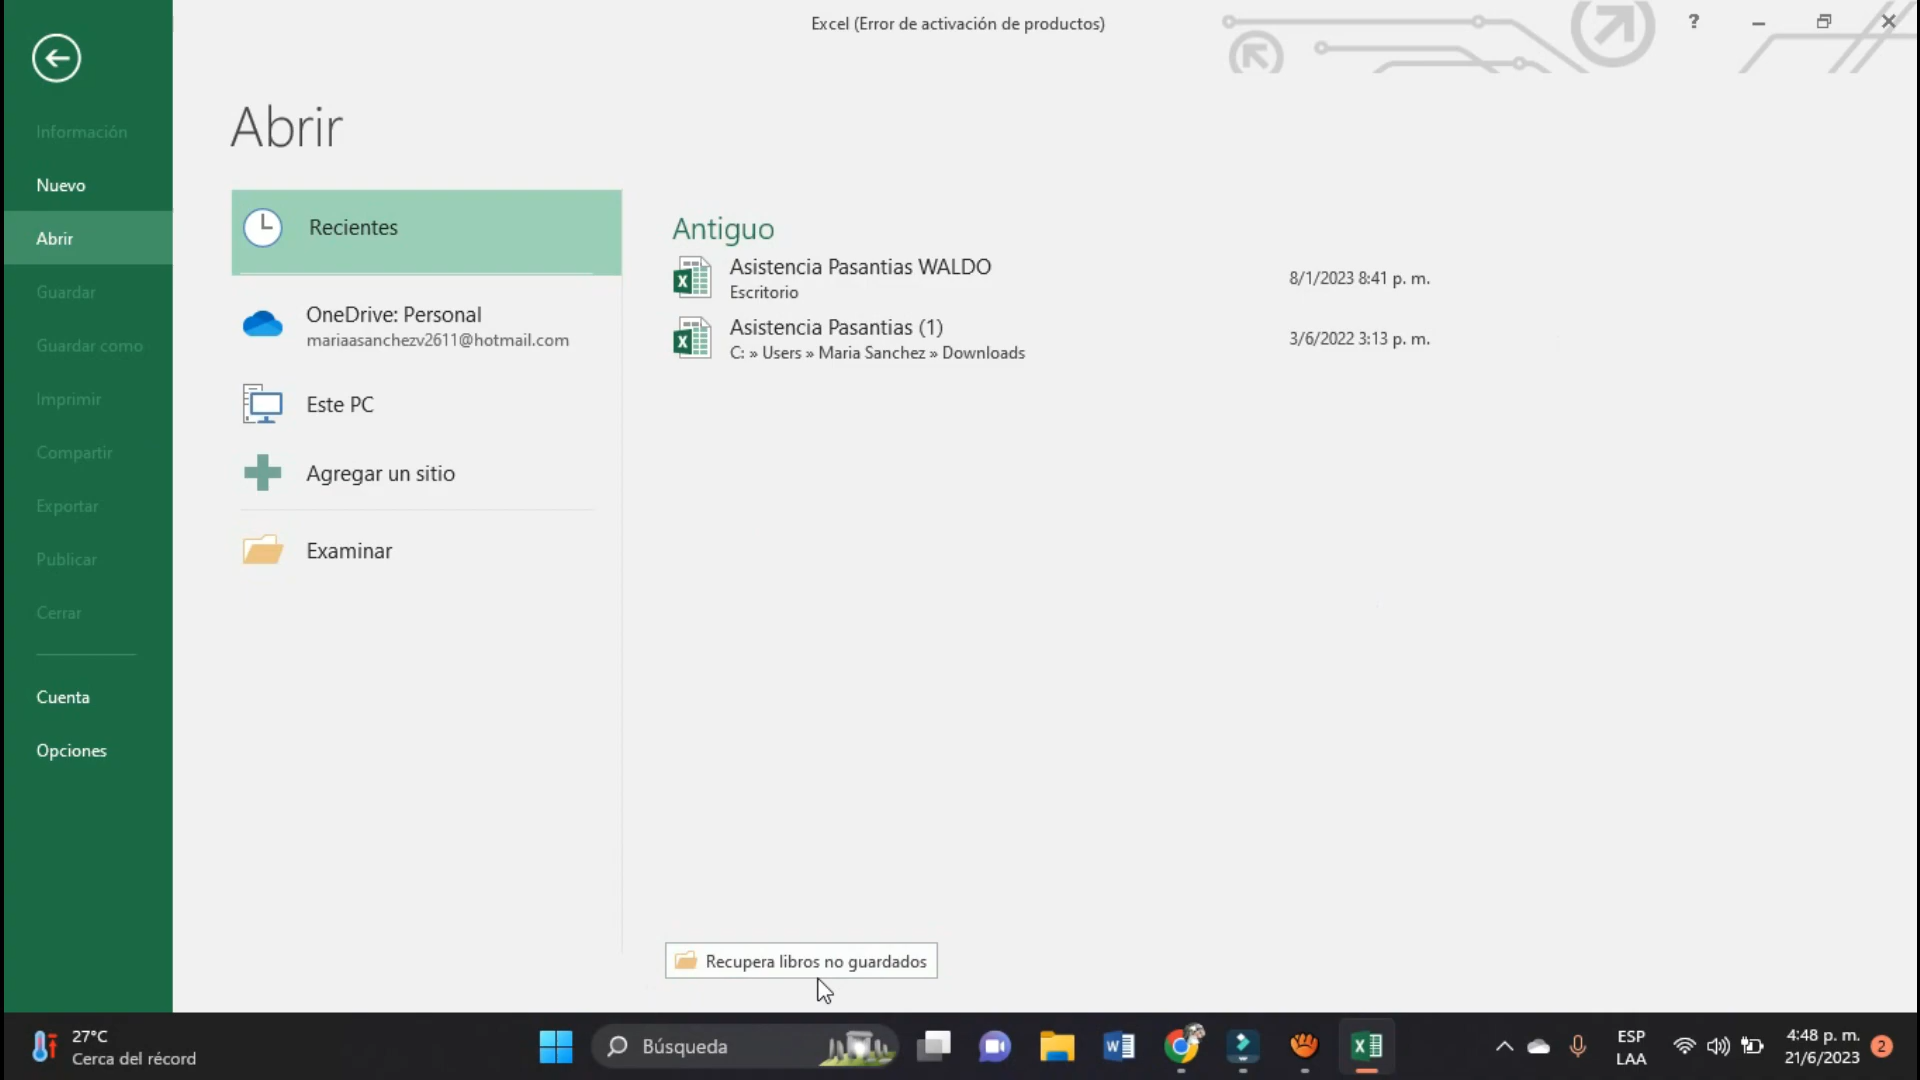 Excel (Error de activación de productos)
?
Información
Nuevo
Abrir
Guardar
Guardar como
Imprimir
Compartir
Exportar
Publicar
Cerrar
Cuenta
Opciones
Abrir
Recientes
OneDrive: Personal
mariaasanchezv2611@hotmail.com
Este PC
Agregar un sitio
Examinar
Antiguo
Asistencia Pasantias WALDO
Escritorio
8/1/2023 8:41 p. m.
Asistencia Pasantias (1)
C: » Users » Maria Sanchez » Downloads
3/6/2022 3:13 p. m.
Recupera libros no guardados
27°C
Cerca del récord
Búsqueda
ESP
LAA
4:48 p. m.
21/6/2023
2